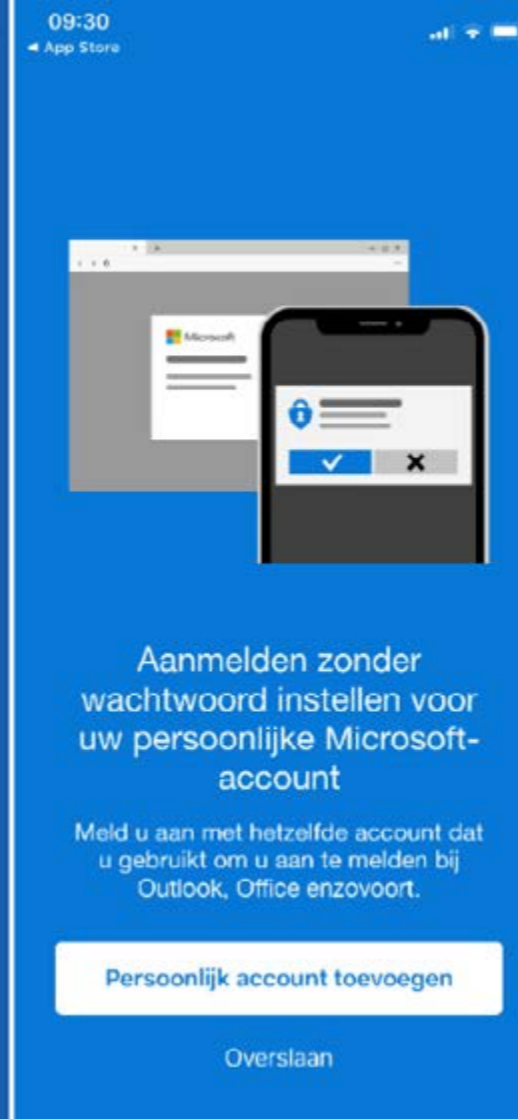 09:30
◀ App Store
Microsoft
Aanmelden zonder
wachtwoord instellen voor
uw persoonlijke Microsoft-
account
Meld u aan met hetzelfde account dat
u gebruikt om u aan te melden bij
Outlook, Office enzovoort.
Persoonlijk account toevoegen
Overslaan